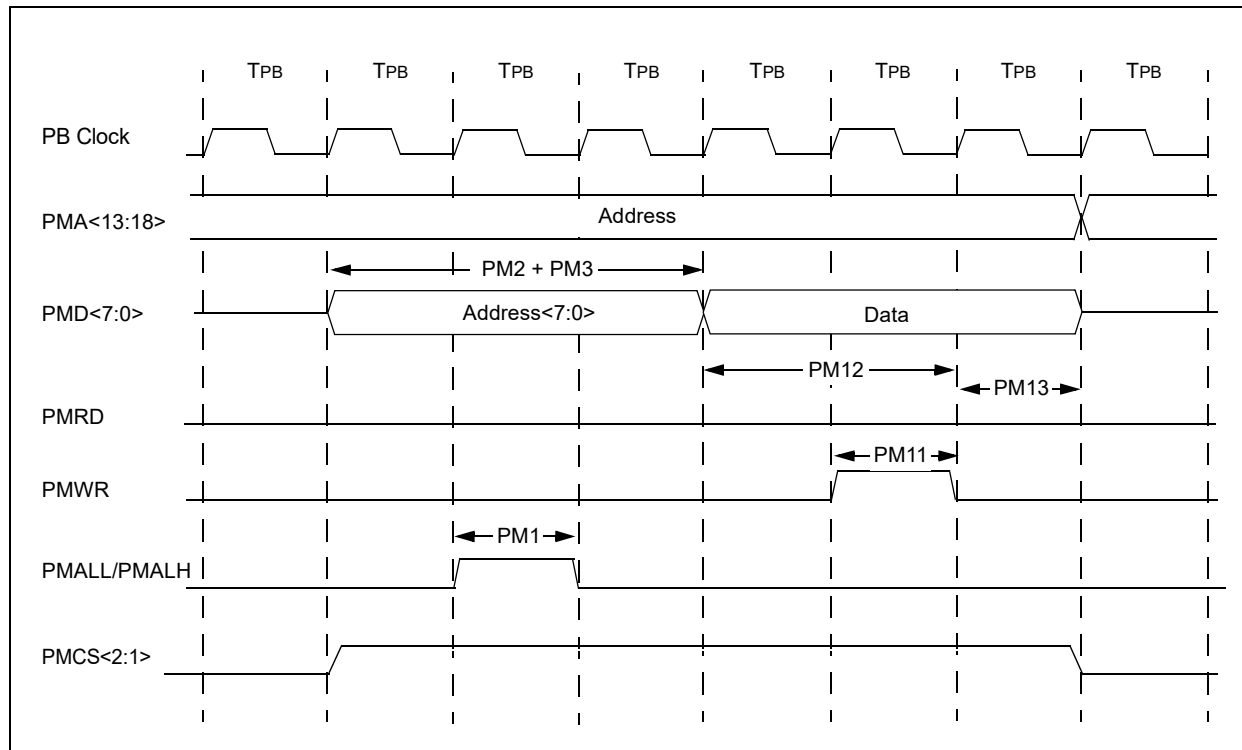 TPB TPB TPB TPB TPB TPB TPB TPB
PB Clock
PMA<13:18>
Address
PM2 + PM3
PMD<7:0>
Address<7:0>
Data
PM12
PM13
PMRD
PM11
PMWR
PM1
PMALL/PMALH
PMCS<2:1>